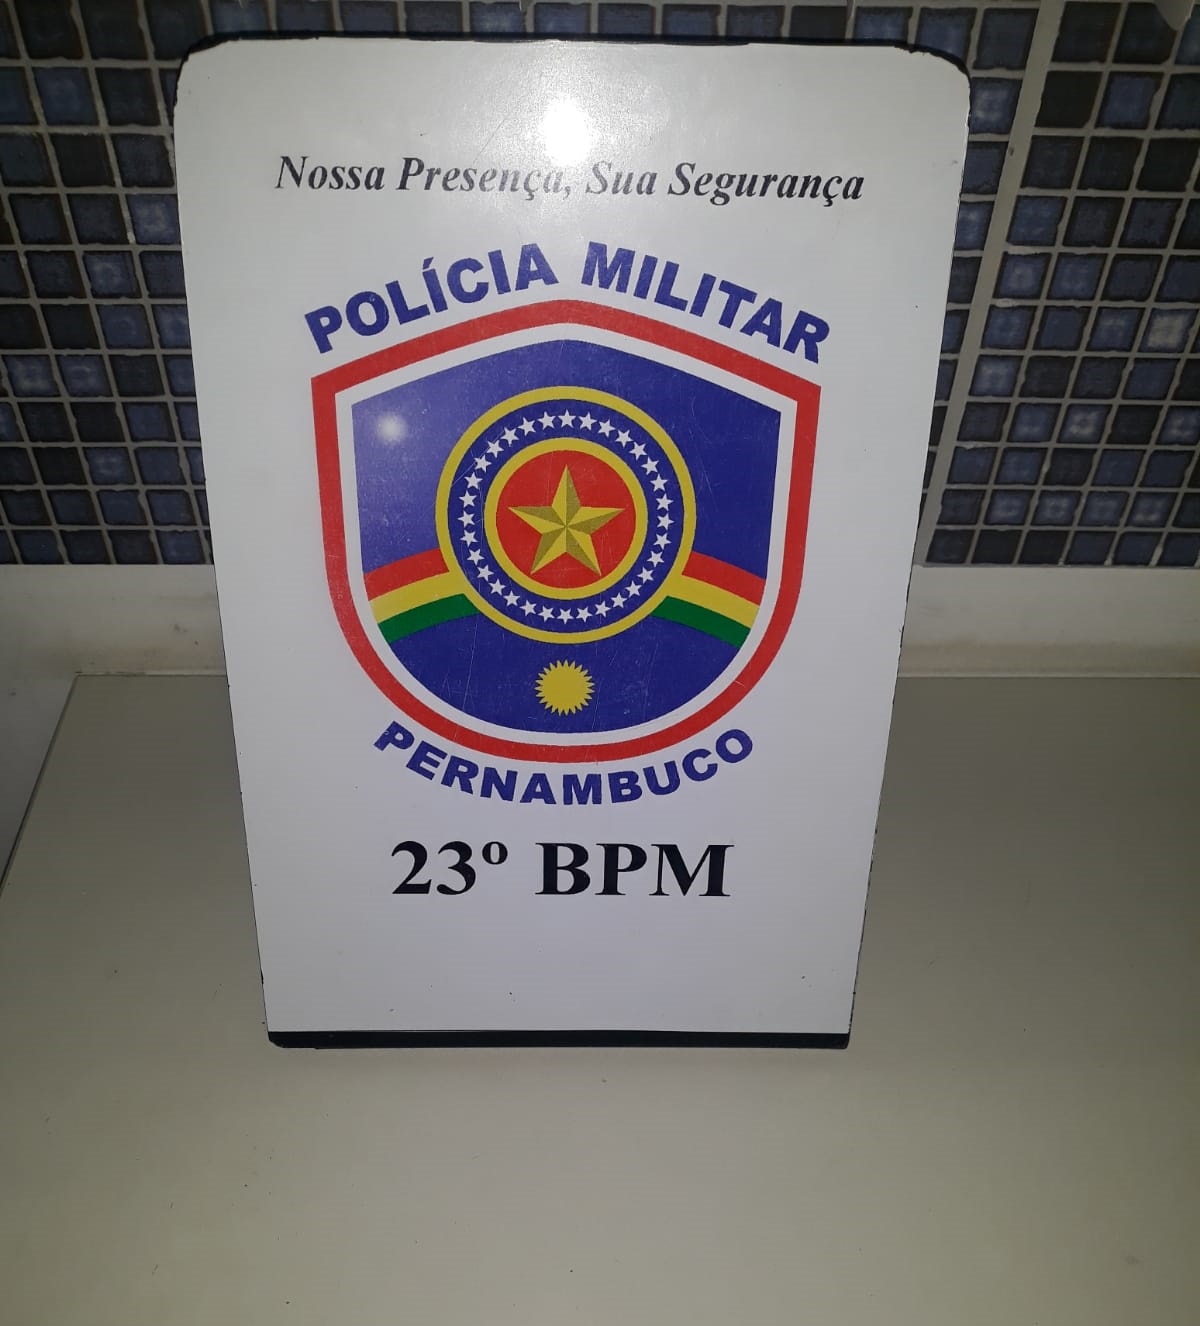 Nossa Presença, Sua Segurança
POLÍCIA MILITAR
PERNAMBUCO
23º BPM